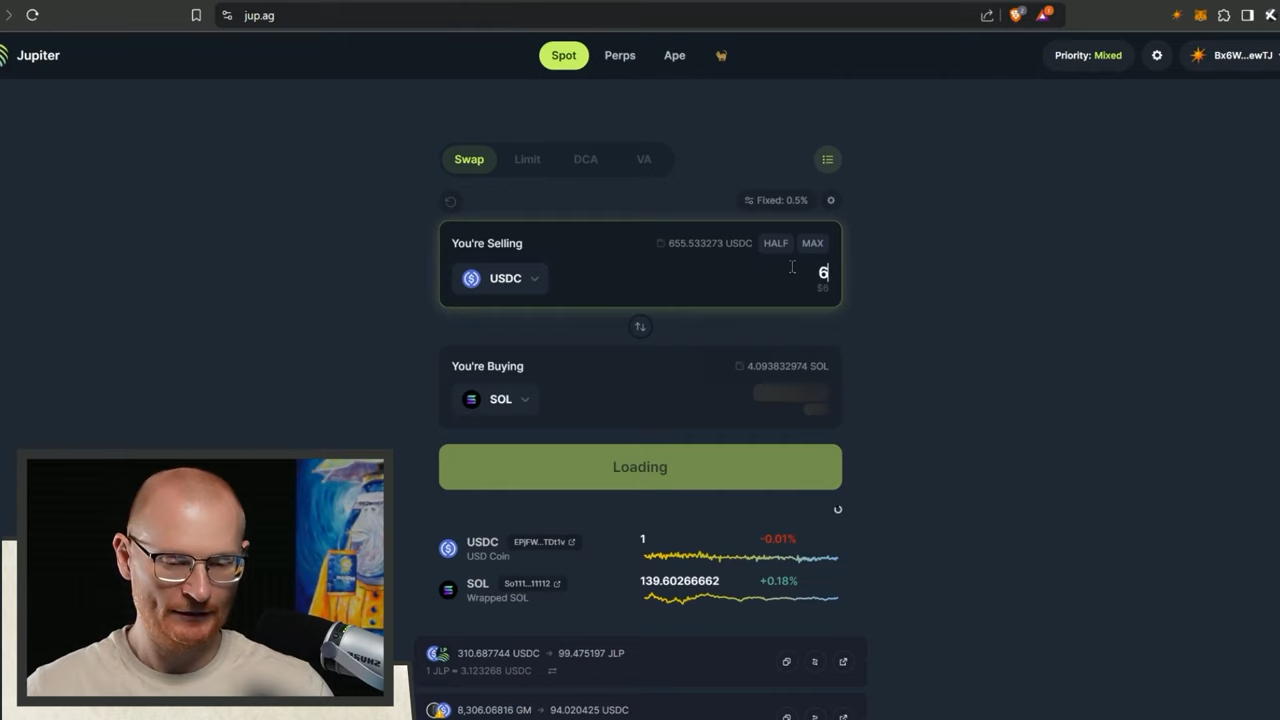 jup.ag
2
1
Jupiter
Spot
Perps
Ape
Priority: Mixed
Bx6W...ewTJ
Swap
Limit
DCA
VA
Fixed: 0.5%
You're Selling
655.533273 USDC
HALF
MAX
USDC
6
$6
You're Buying
4.093832974 SOL
SOL
Loading
USDC
EPjFW...TDt1v
1
-0.01%
USD Coin
SOL
So111...11112
139.60266662
+0.18%
Wrapped SOL
310.687744 USDC → 99.475197 JLP
1 JLP = 3.123268 USDC
8,306.06816 GM → 94.020425 USDC